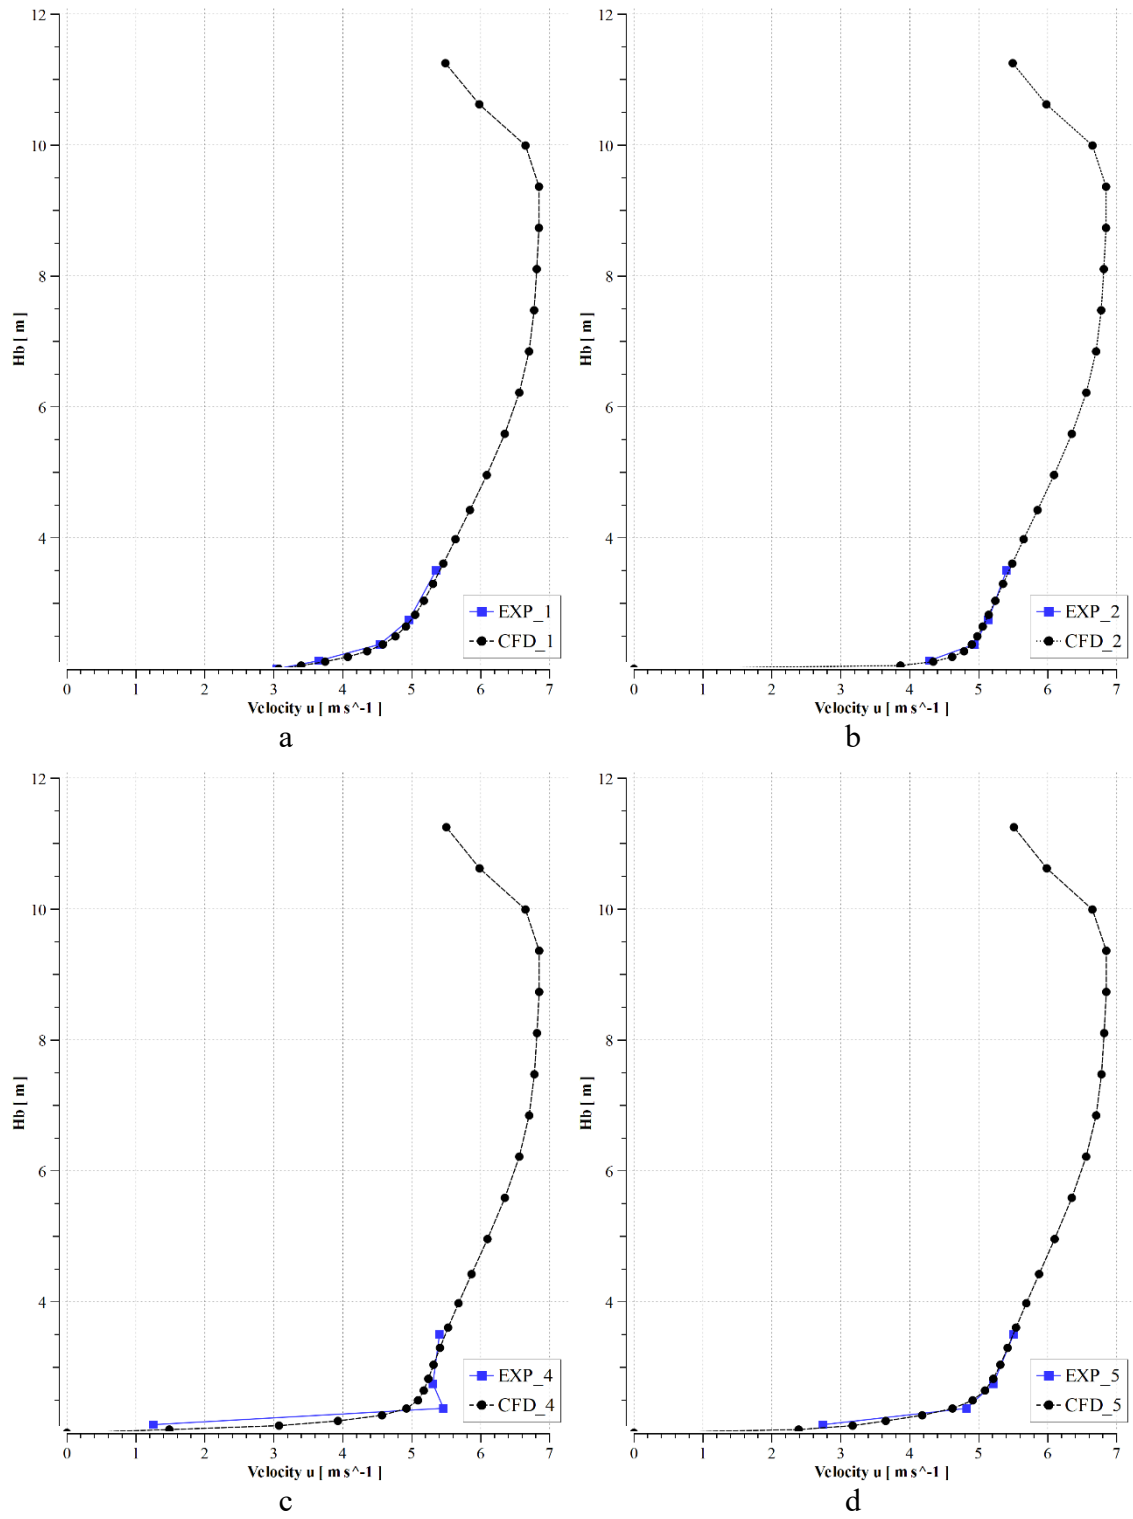 12
10
8
6
4
Hb [ m ]
EXP_1
CFD_1
0 1 2 3 4 5 6 7
Velocity u [ m s^-1 ]
a
12
10
8
6
4
Hb [ m ]
EXP_2
CFD_2
0 1 2 3 4 5 6 7
Velocity u [ m s^-1 ]
b
12
10
8
6
4
Hb [ m ]
EXP_4
CFD_4
0 1 2 3 4 5 6 7
Velocity u [ m s^-1 ]
c
12
10
8
6
4
Hb [ m ]
EXP_5
CFD_5
0 1 2 3 4 5 6 7
Velocity u [ m s^-1 ]
d